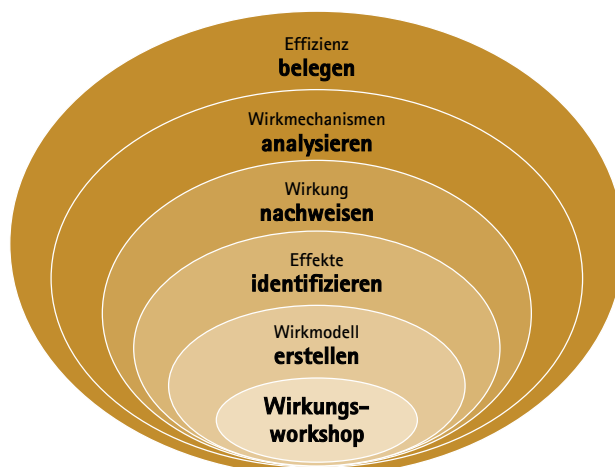 Effizienz
belegen
Wirkmechanismen
analysieren
Wirkung
nachweisen
Effekte
identifizieren
Wirkmodell
erstellen
Wirkungs-
workshop